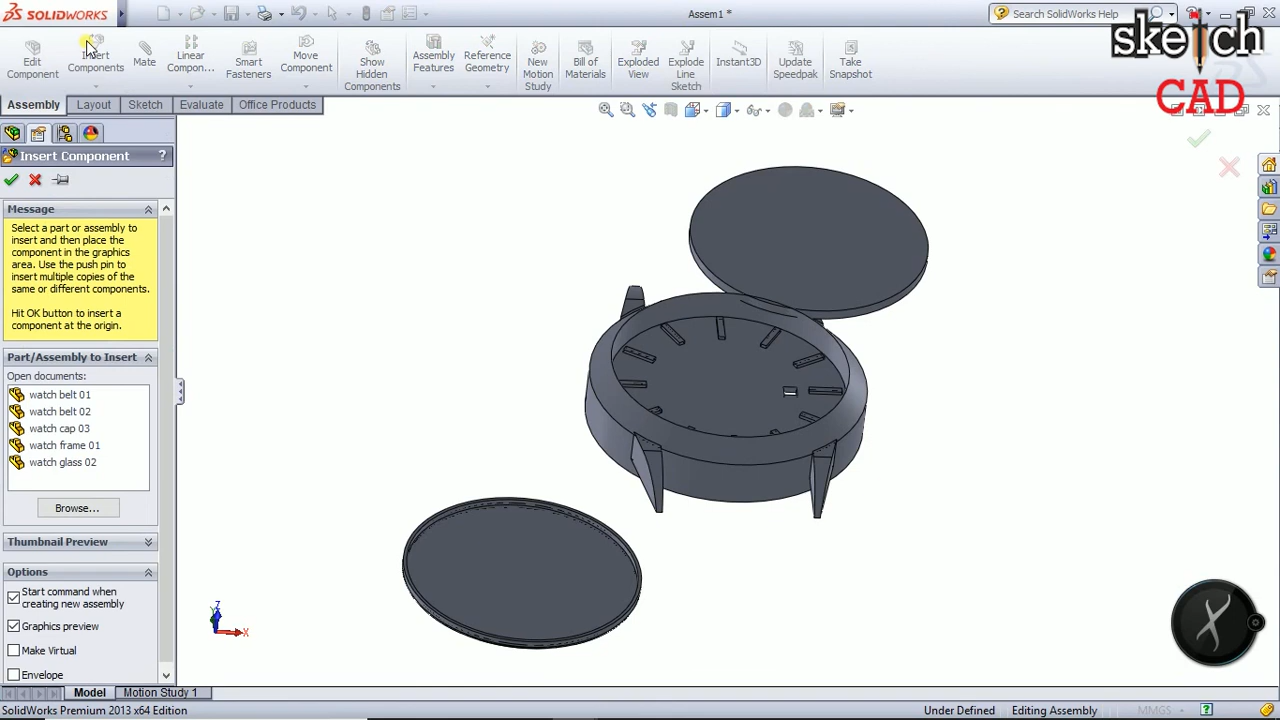 SOLIDWORKS
Assem1 *
Search SolidWorks Help
sketch
CAD
Edit
Component
Insert
Components
Mate
Linear
Compon...
Smart
Fasteners
Move
Component
Show
Hidden
Components
Assembly
Features
Reference
Geometry
New
Motion
Study
Bill of
Materials
Exploded
View
Explode
Line
Sketch
Instant3D
Update
Speedpak
Take
Snapshot
Assembly
Layout
Sketch
Evaluate
Office Products
Insert Component
?
Message
Select a part or assembly to
insert and then place the
component in the graphics
area. Use the push pin to
insert multiple copies of the
same or different components.
Hit OK button to insert a
component at the origin.
Part/Assembly to Insert
Open documents:
watch belt 01
watch belt 02
watch cap 03
watch frame 01
watch glass 02
Browse...
Thumbnail Preview
Options
Start command when
creating new assembly
Graphics preview
Make Virtual
Envelope
Z
Y
X
Model
Motion Study 1
SolidWorks Premium 2013 x64 Edition
Under Defined
Editing Assembly
MMGS